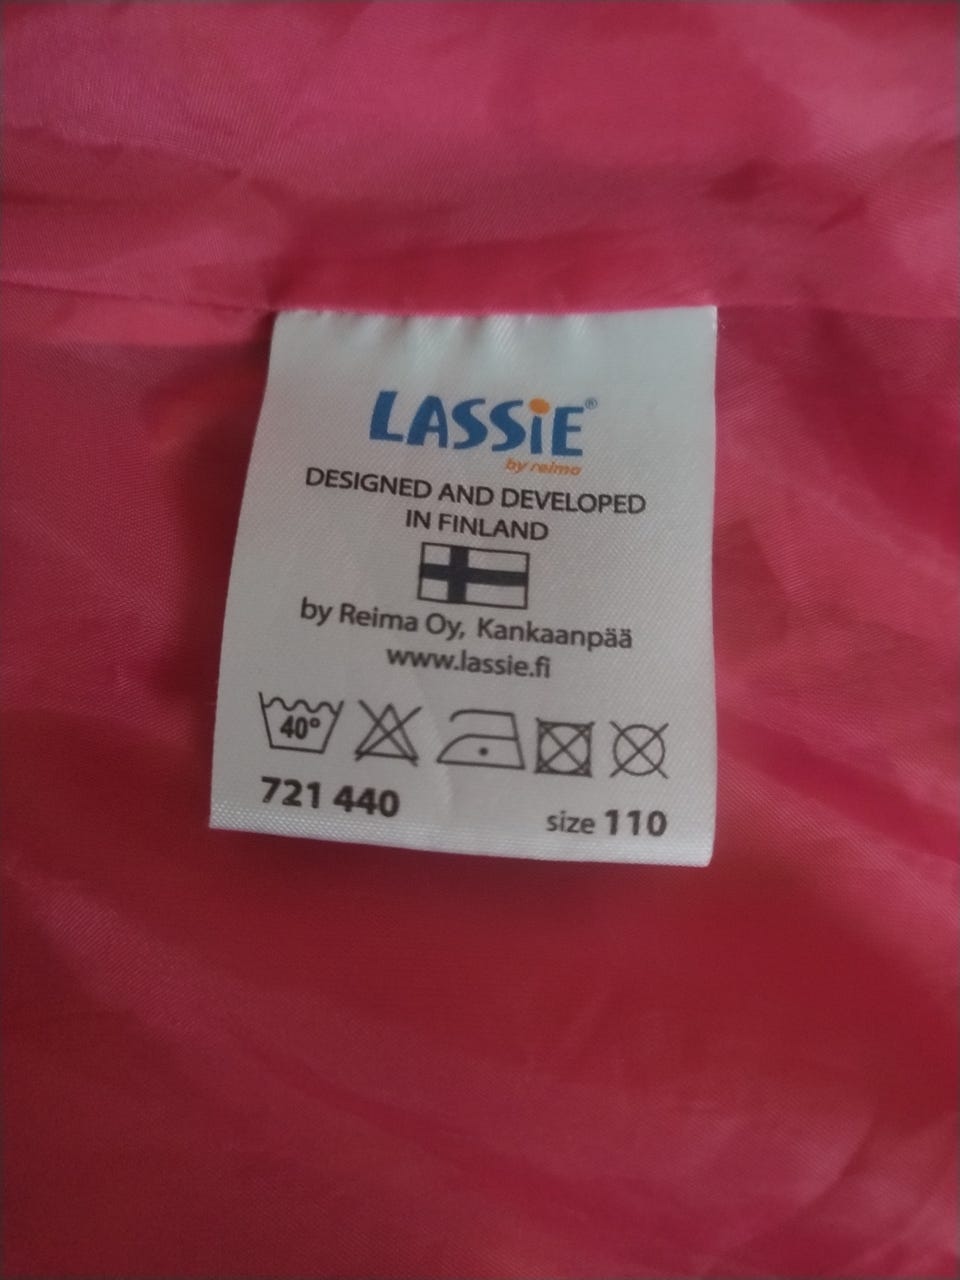 LASSiE®
by reima
DESIGNED AND DEVELOPED
IN FINLAND
by Reima Oy, Kankaanpää
www.lassie.fi
40°
721 440
size 110